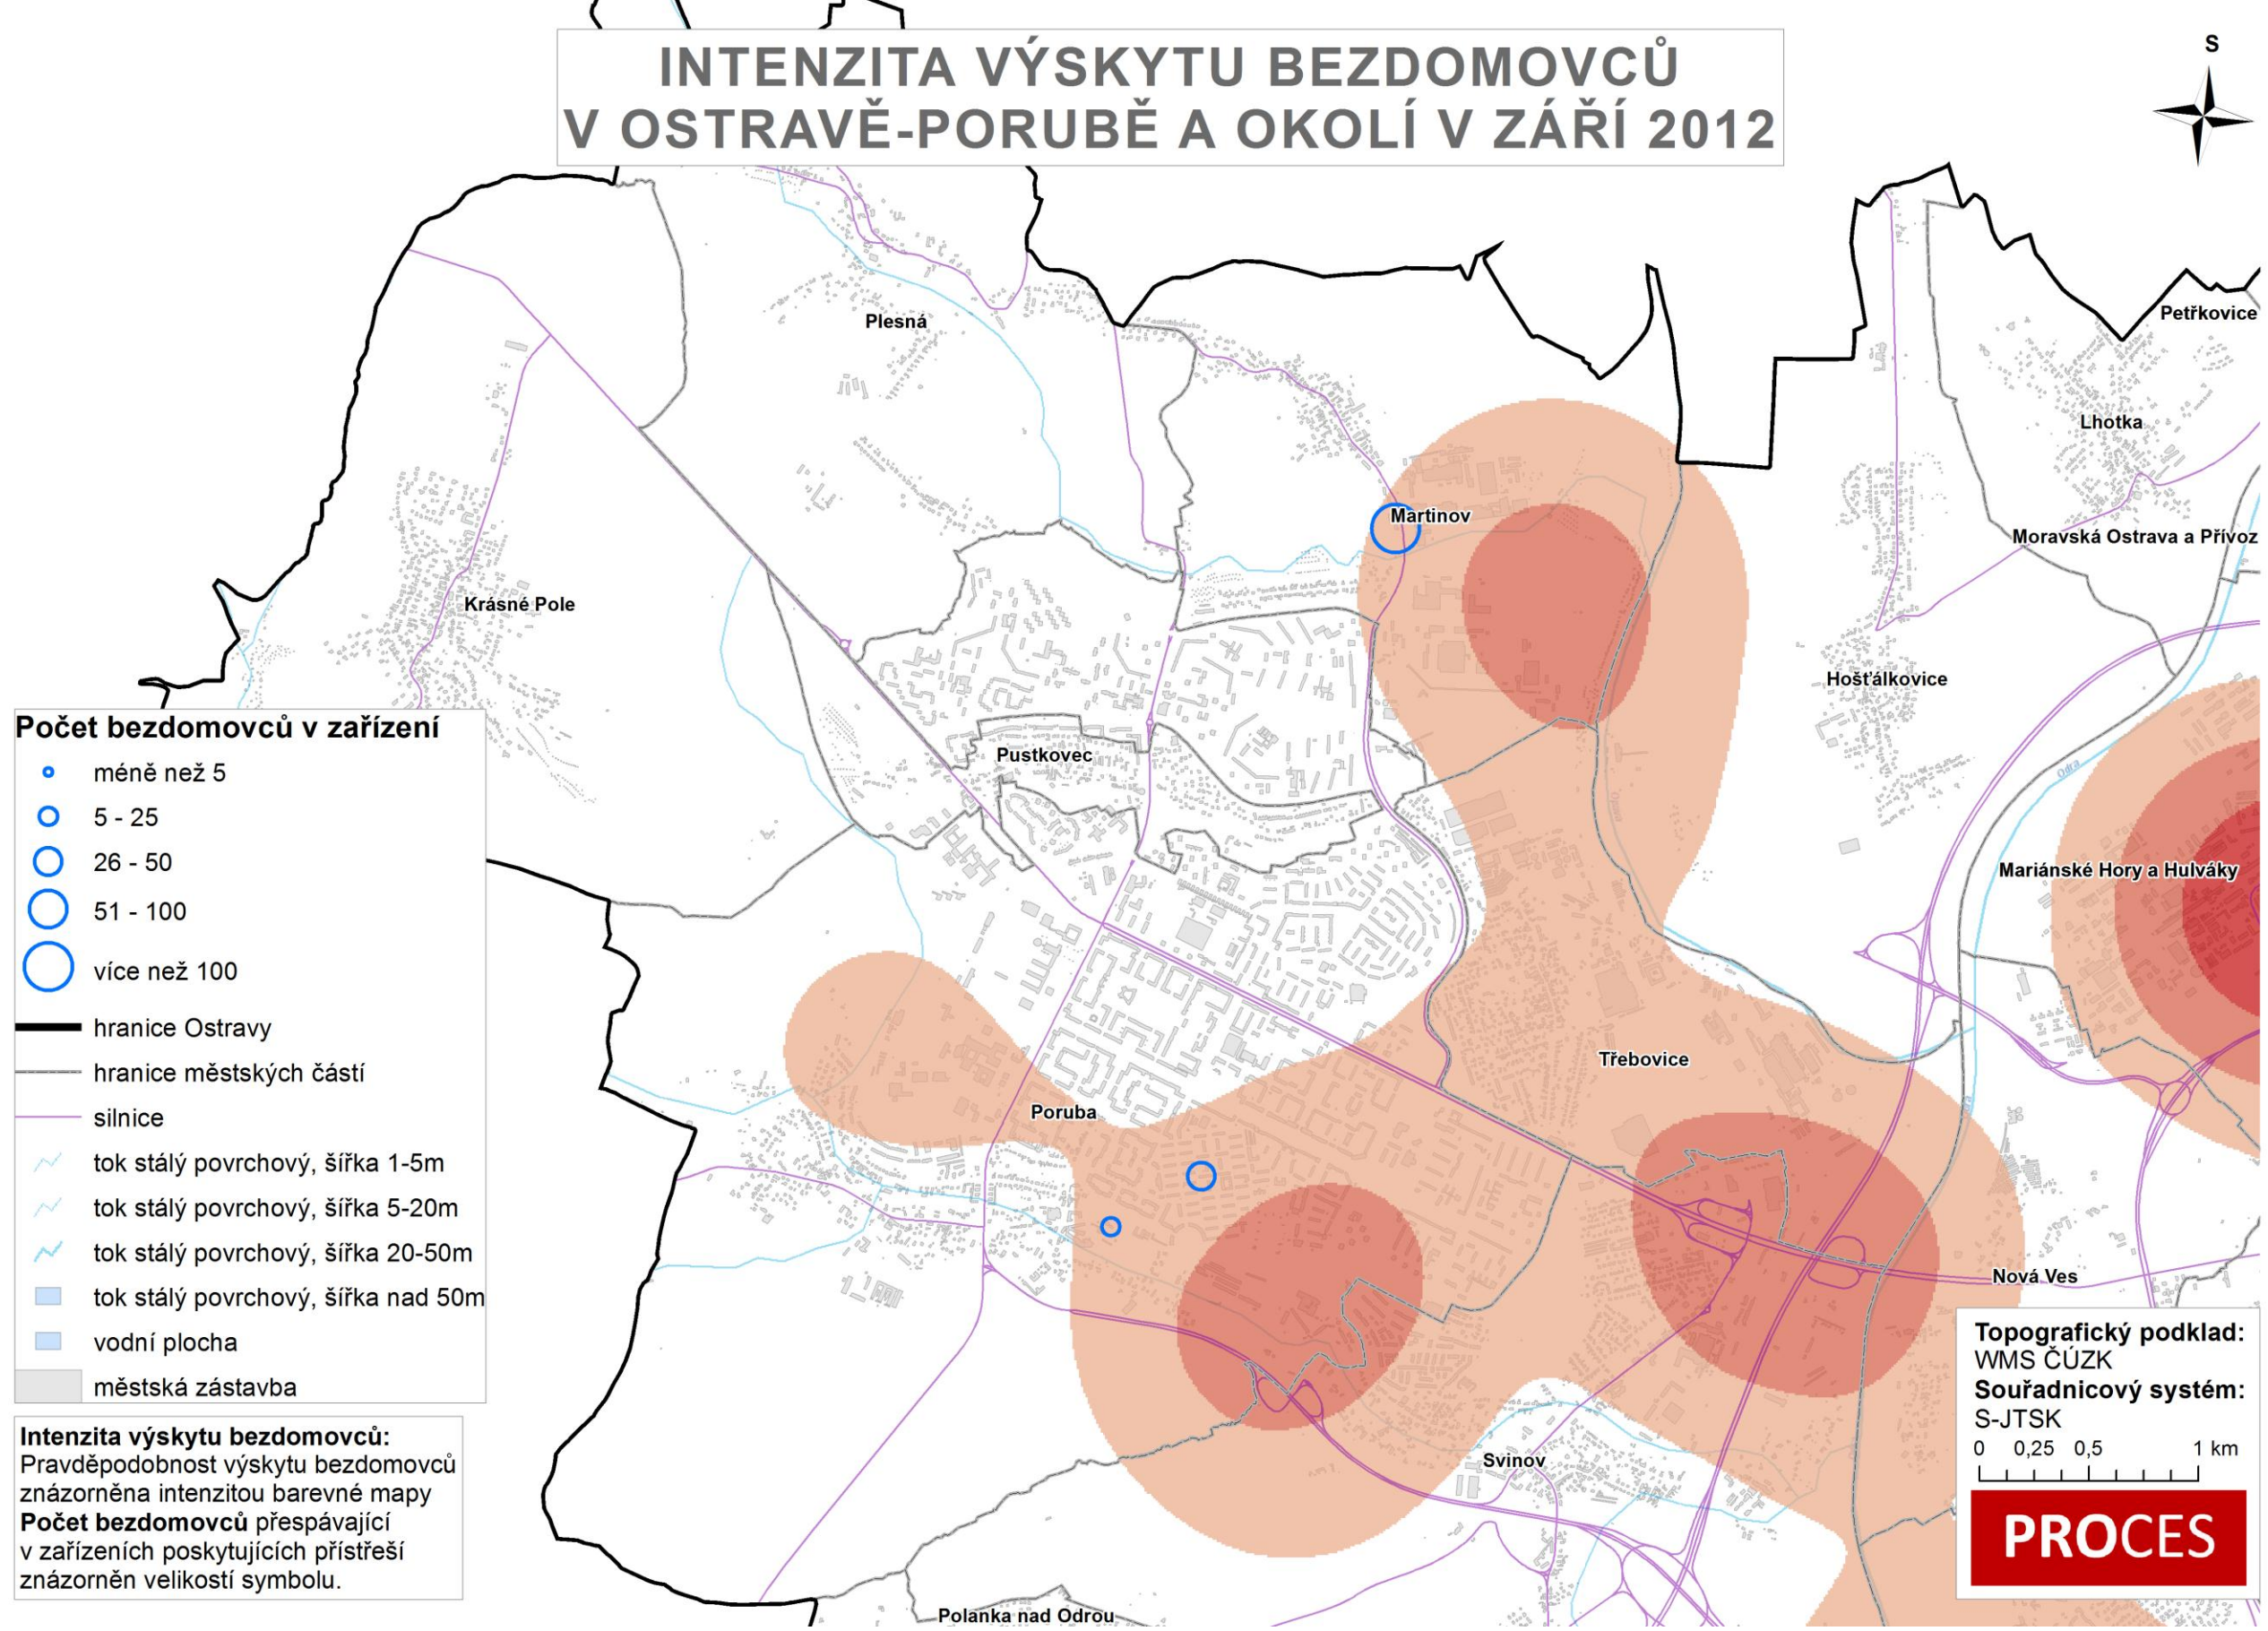 INTENZITA VÝSKYTU BEZDOMOVCŮ
V OSTRAVĚ-PORUBĚ A OKOLÍ V ZÁŘÍ 2012
S
Petřkovice
Plesná
Lhotka
Martinov
Moravská Ostrava a Přívoz
Krásné Pole
Hošťálkovice
Pustkovec
Odra
Mariánské Hory a Hulváky
Třebovice
Poruba
Nová Ves
Svinov
Polanka nad Odrou
Počet bezdomovců v zařízení
méně než 5
5 - 25
26 - 50
51 - 100
více než 100
hranice Ostravy
hranice městských částí
silnice
tok stálý povrchový, šířka 1-5m
tok stálý povrchový, šířka 5-20m
tok stálý povrchový, šířka 20-50m
tok stálý povrchový, šířka nad 50m
vodní plocha
městská zástavba
Intenzita výskytu bezdomovců:
Pravděpodobnost výskytu bezdomovců
znázorněna intenzitou barevné mapy
Počet bezdomovců přespávající
v zařízeních poskytujících přístřeší
znázorněn velikostí symbolu.
Topografický podklad:
WMS ČÚZK
Souřadnicový systém:
S-JTSK
0 0,25 0,5 1 km
PROCES